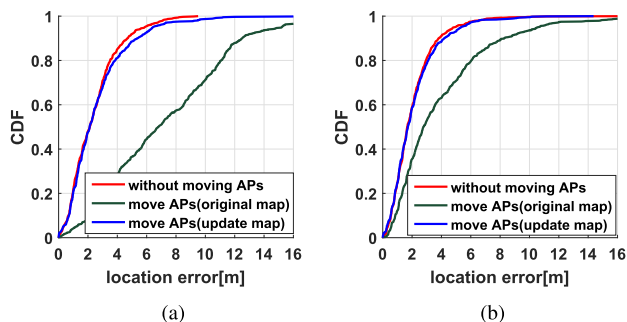 1
0.8
0.6
0.4
0.2
0
CDF
0 2 4 6 8 10 12 14 16
location error[m]
without moving APs
move APs(original map)
move APs(update map)
(a)
1
0.8
0.6
0.4
0.2
0
CDF
0 2 4 6 8 10 12 14 16
location error[m]
without moving APs
move APs(original map)
move APs(update map)
(b)